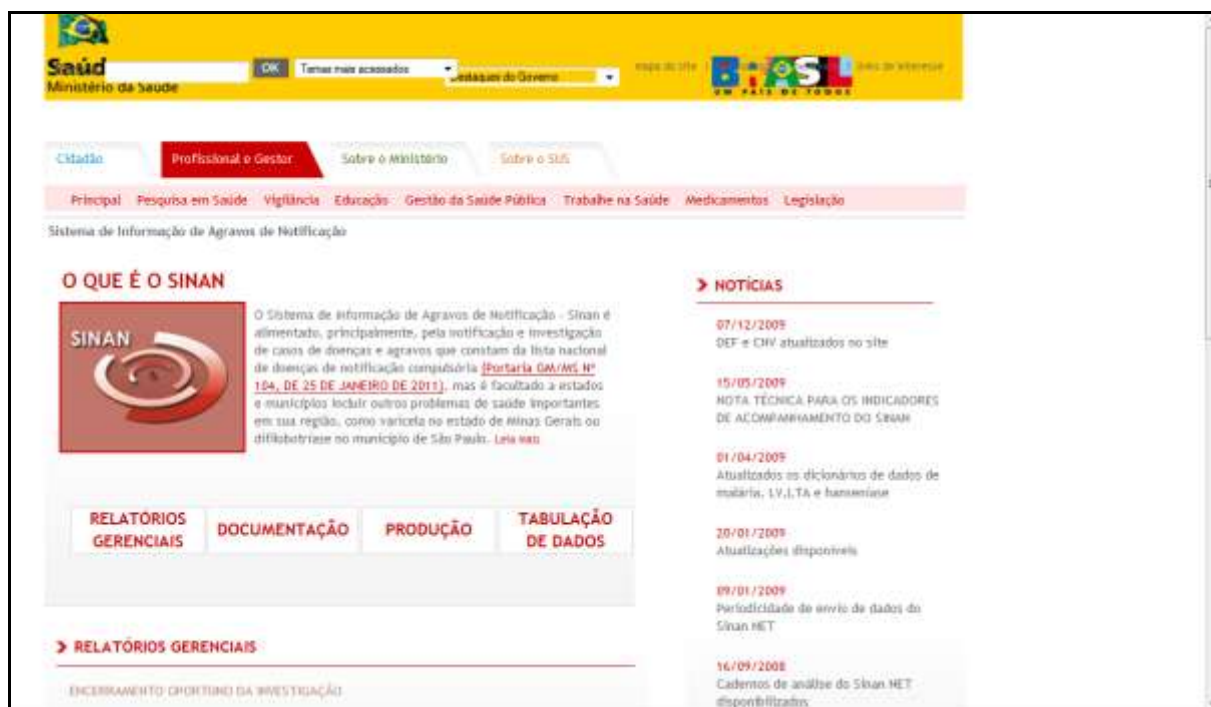 Saúd
Ministério da Saúde
OK
Temas mais acessados
Destaques do Governo
mapa do site
BRASIL
UM PAÍS DE TODOS
links de interesse
Cidadão
Profissional e Gestor
Sobre o Ministério
Sobre o SUS
Principal Pesquisa em Saúde Vigilância Educação Gestão da Saúde Pública Trabalhe na Saúde Medicamentos Legislação
Sistema de Informação de Agravos de Notificação
O QUE É O SINAN
SINAN
O Sistema de Informação de Agravos de Notificação - Sinan é
alimentado, principalmente, pela notificação e investigação
de casos de doenças e agravos que constam da lista nacional
de doenças de notificação compulsória (Portaria GM/MS Nº
104, DE 25 DE JANEIRO DE 2011), mas é facultado a estados
e municípios incluir outros problemas de saúde importantes
em sua região, como varicela no estado de Minas Gerais ou
difilobotríase no município de São Paulo. Leia mais
RELATÓRIOS
GERENCIAIS
DOCUMENTAÇÃO
PRODUÇÃO
TABULAÇÃO
DE DADOS
RELATÓRIOS GERENCIAIS
ENCERRAMENTO OPORTUNO DA INVESTIGAÇÃO
NOTÍCIAS
07/12/2009
DEF e CNV atualizados no site
15/05/2009
NOTA TÉCNICA PARA OS INDICADORES
DE ACOMPANHAMENTO DO SINAN
01/04/2009
Atualizados os dicionários de dados de
malária, LV,LTA e hanseníase
20/01/2009
Atualizações disponíveis
09/01/2009
Periodicidade de envio de dados do
Sinan NET
16/09/2008
Cadernos de análise do Sinan NET
disponibilizados